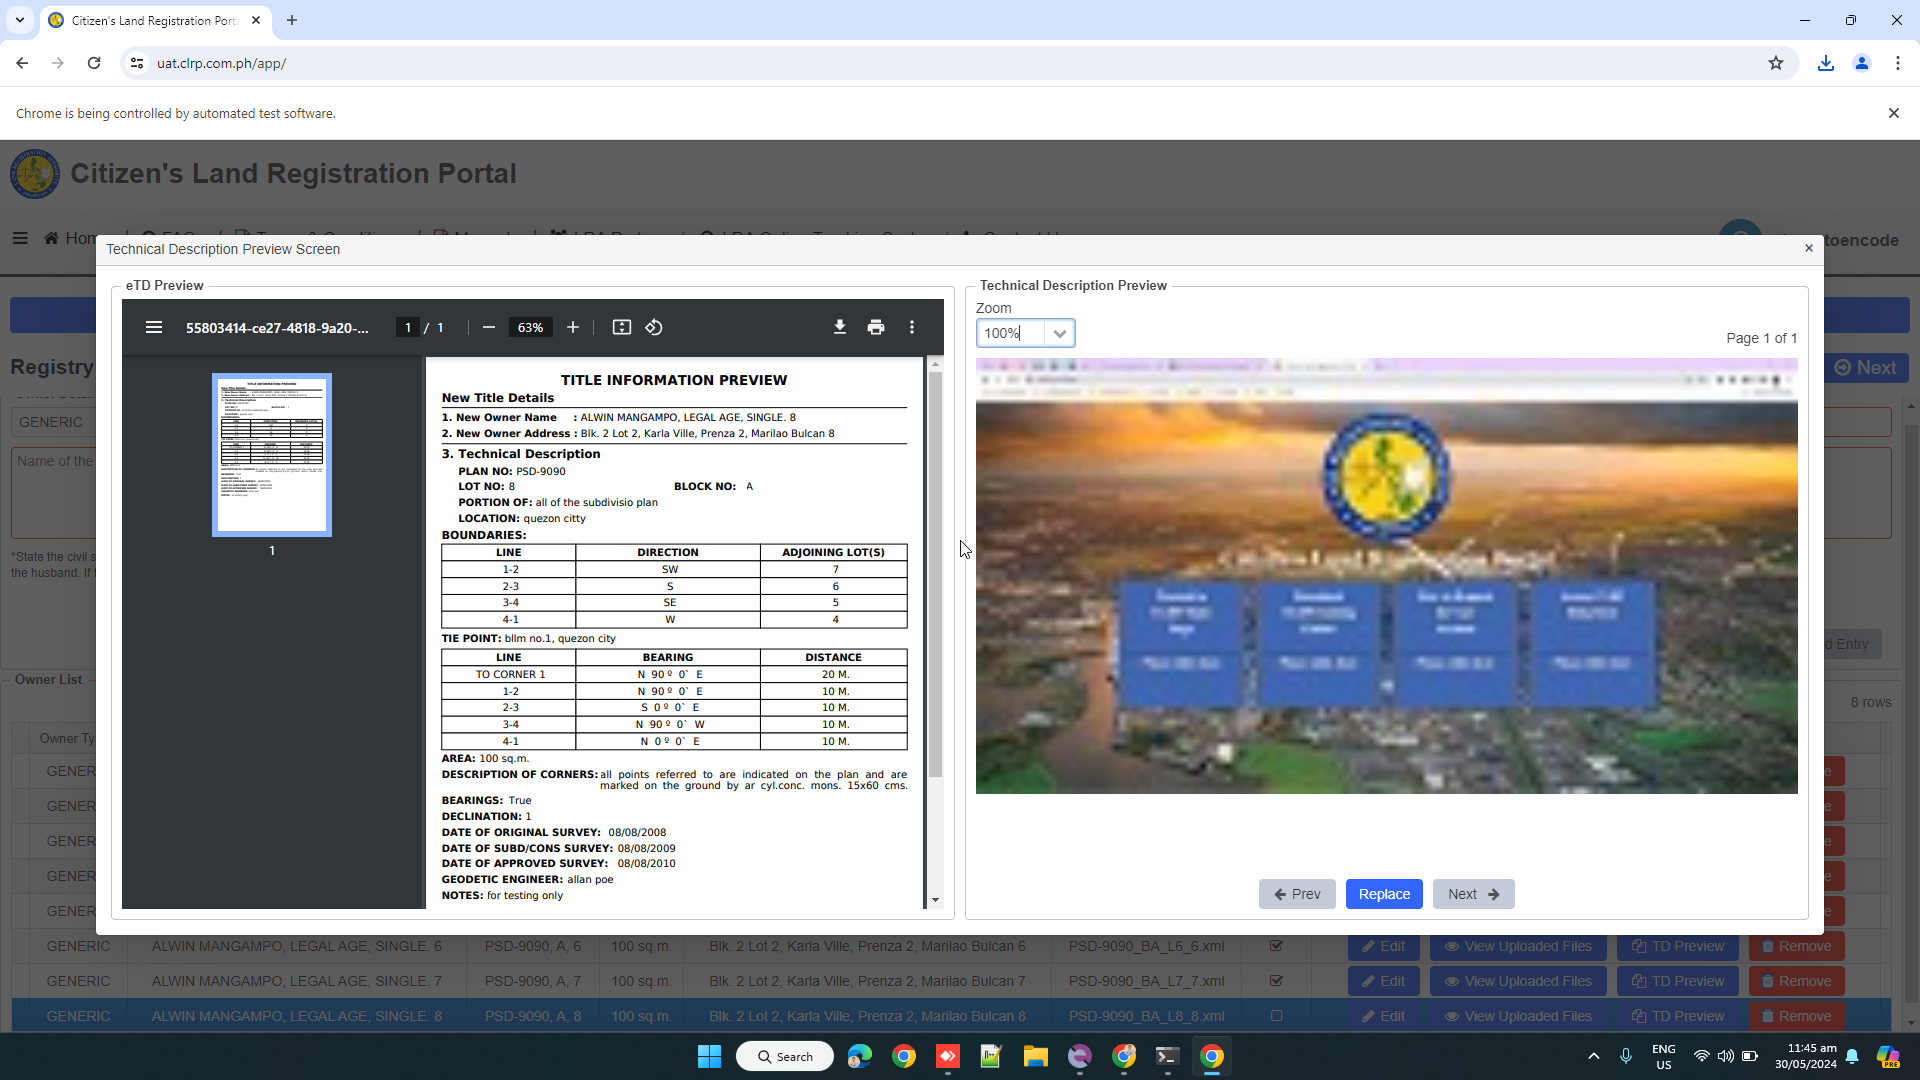 Citizen's Land Registration Porta
uat.clrp.com.ph/app/
Chrome is being controlled by automated test software.
Citizen's Land Registration Portal
toencode
Technical Description Preview Screen
eTD Preview
55803414-ce27-4818-9a20-...
1 / 1
63%
TITLE INFORMATION PREVIEW
New Title Details
1. New Owner Name : ALWIN MANGAMPO, LEGAL AGE, SINGLE. 8
2. New Owner Address : Blk. 2 Lot 2, Karla Ville, Prenza 2, Marilao Bulcan 8
3. Technical Description
PLAN NO: PSD-9090
LOT NO: 8 BLOCK NO: A
PORTION OF: all of the subdivisio plan
LOCATION: quezon citty
BOUNDARIES:
LINE DIRECTION ADJOINING LOT(S)
1-2 SW 7
2-3 S 6
3-4 SE 5
4-1 W 4
TIE POINT: bllm no.1, quezon city
LINE BEARING DISTANCE
TO CORNER 1 N 90 º 0` E 20 M.
1-2 N 90 º 0` E 10 M.
2-3 S 0 º 0` E 10 M.
3-4 N 90 º 0` W 10 M.
4-1 N 0 º 0` E 10 M.
AREA: 100 sq.m.
DESCRIPTION OF CORNERS: all points referred to are indicated on the plan and are
marked on the ground by ar cyl.conc. mons. 15x60 cms.
BEARINGS: True
DECLINATION: 1
DATE OF ORIGINAL SURVEY: 08/08/2008
DATE OF SUBD/CONS SURVEY: 08/08/2009
DATE OF APPROVED SURVEY: 08/08/2010
GEODETIC ENGINEER: allan poe
NOTES: for testing only
1
Technical Description Preview
Zoom
100%
Page 1 of 1
Prev
Replace
Next
Registry
Next
GENERIC
Name of the
*State the civil s
the husband. If
d Entry
Owner List
8 rows
Owner Ty
GENER
GENER
GENER
GENER
GENER
GENERIC ALWIN MANGAMPO, LEGAL AGE, SINGLE. 6 PSD-9090, A, 6 100 sq.m. Blk. 2 Lot 2, Karla Ville, Prenza 2, Marilao Bulcan 6 PSD-9090_BA_L6_6.xml Edit View Uploaded Files TD Preview Remove
GENERIC ALWIN MANGAMPO, LEGAL AGE, SINGLE. 7 PSD-9090, A, 7 100 sq.m. Blk. 2 Lot 2, Karla Ville, Prenza 2, Marilao Bulcan 7 PSD-9090_BA_L7_7.xml Edit View Uploaded Files TD Preview Remove
GENERIC ALWIN MANGAMPO, LEGAL AGE, SINGLE. 8 PSD-9090, A, 8 100 sq.m. Blk. 2 Lot 2, Karla Ville, Prenza 2, Marilao Bulcan 8 PSD-9090_BA_L8_8.xml Edit View Uploaded Files TD Preview Remove
Search
ENG
US
11:45 am
30/05/2024